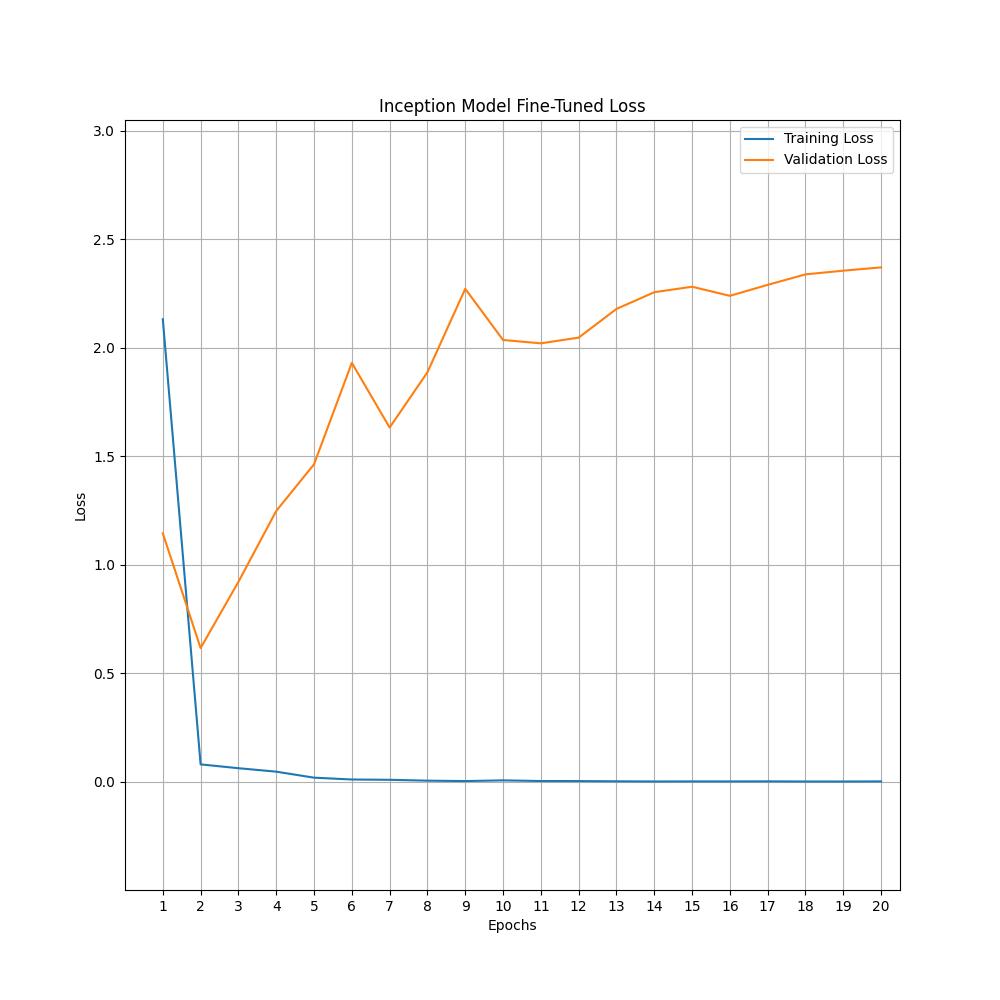 Inception Model Fine-Tuned Loss
Training Loss
Validation Loss
3.0
2.5
2.0
1.5
1.0
0.5
0.0
Loss
1 2 3 4 5 6 7 8 9 10 11 12 13 14 15 16 17 18 19 20
Epochs